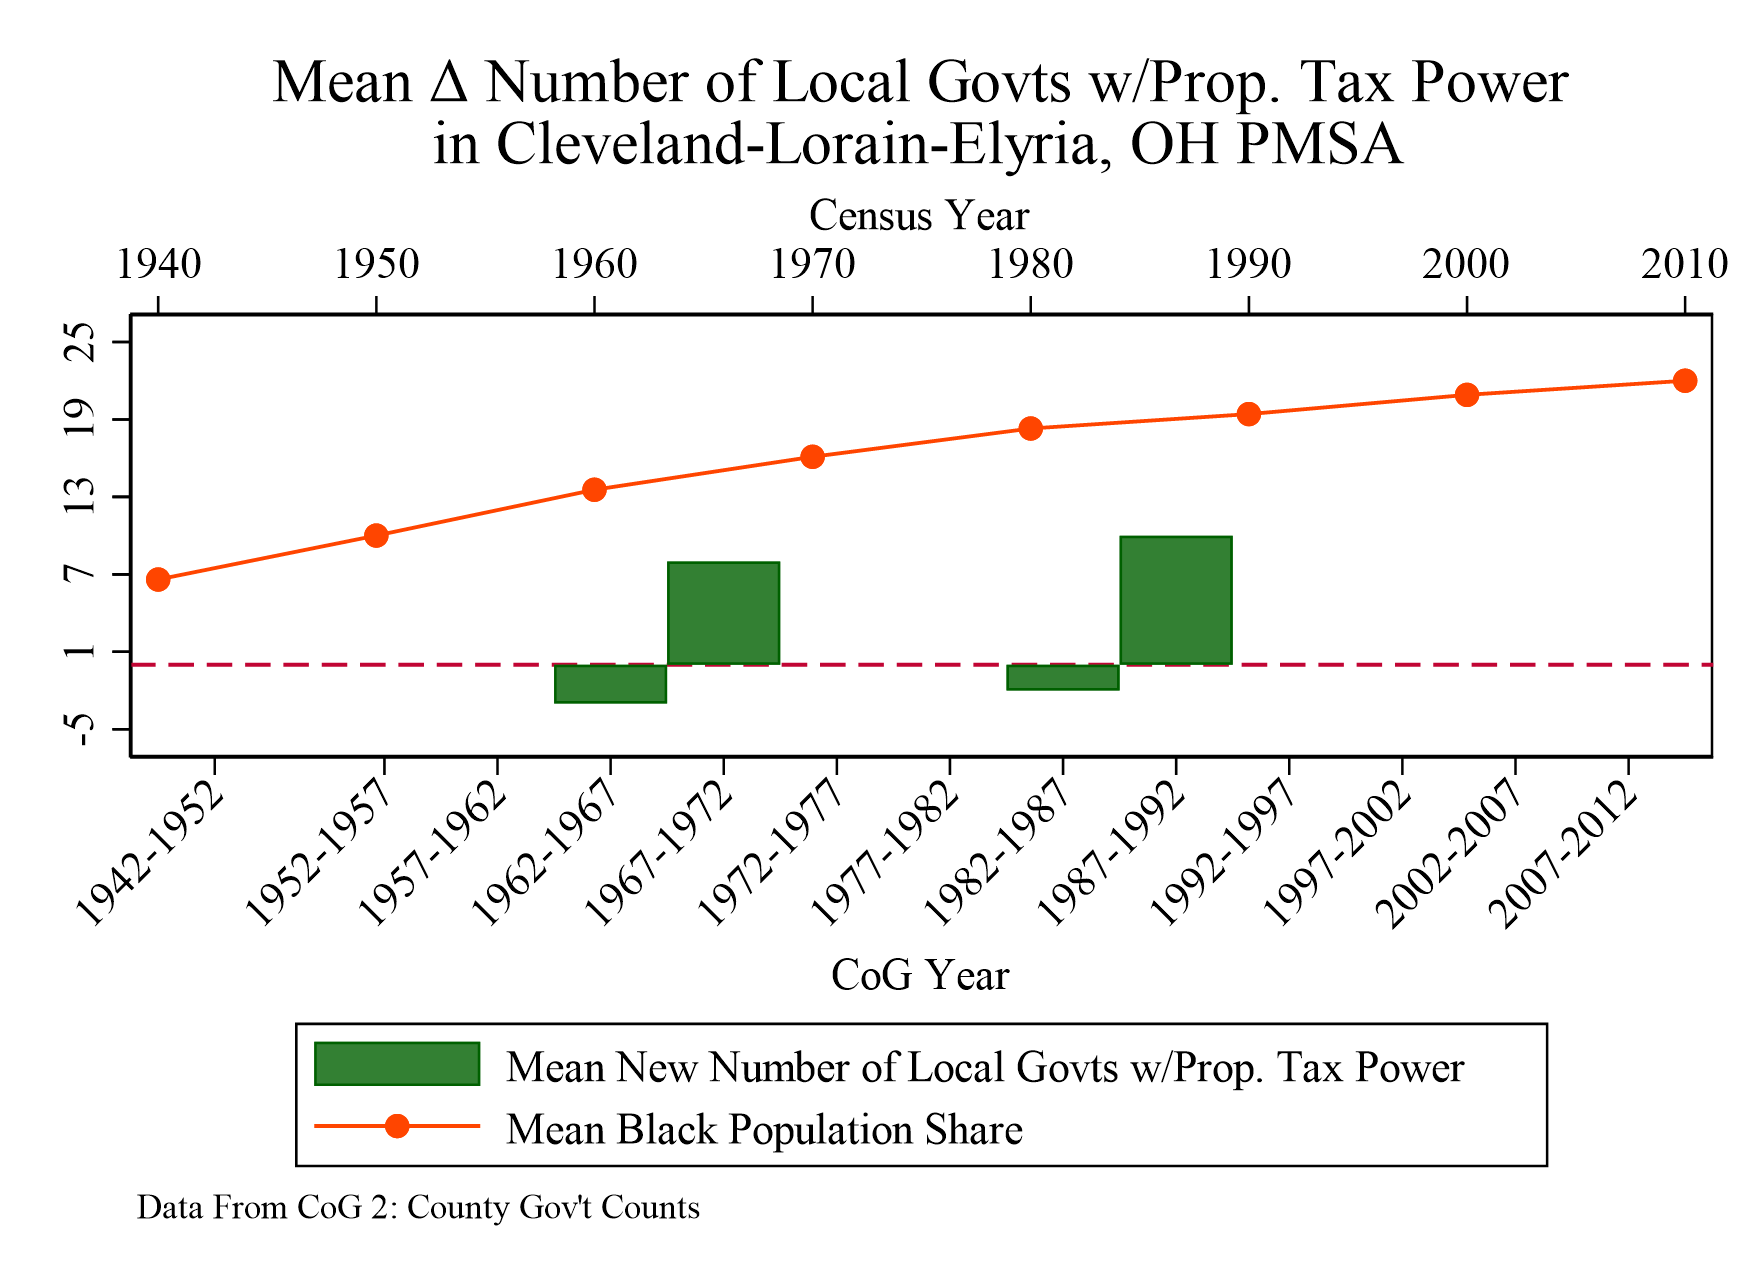 Mean Δ Number of Local Govts w/Prop. Tax Power
in Cleveland-Lorain-Elyria, OH PMSA
Census Year
1940 1950 1960 1970 1980 1990 2000 2010
25
19
13
7
1
-5
1942-1952 1952-1957 1957-1962 1962-1967 1967-1972 1972-1977 1977-1982 1982-1987 1987-1992 1992-1997 1997-2002 2002-2007 2007-2012
CoG Year
Mean New Number of Local Govts w/Prop. Tax Power
Mean Black Population Share
Data From CoG 2: County Gov't Counts